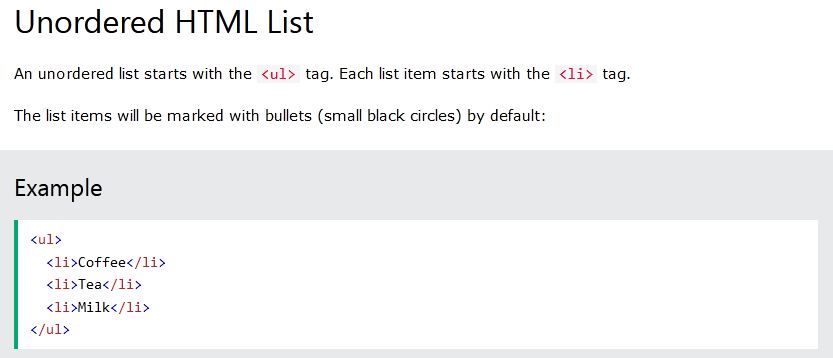 Unordered HTML List
An unordered list starts with the <ul> tag. Each list item starts with the <li> tag.
The list items will be marked with bullets (small black circles) by default:
Example
<ul>
  <li>Coffee</li>
  <li>Tea</li>
  <li>Milk</li>
</ul>